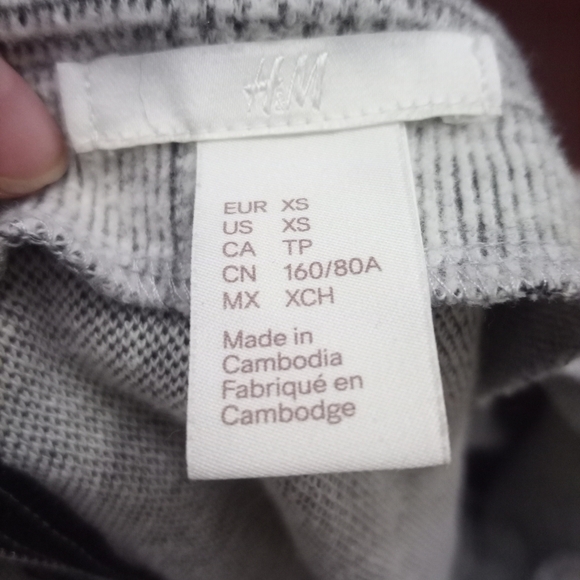 H&M
EUR XS
US XS
CA TP
CN 160/80A
MX XCH
Made in
Cambodia
Fabriqué en
Cambodge